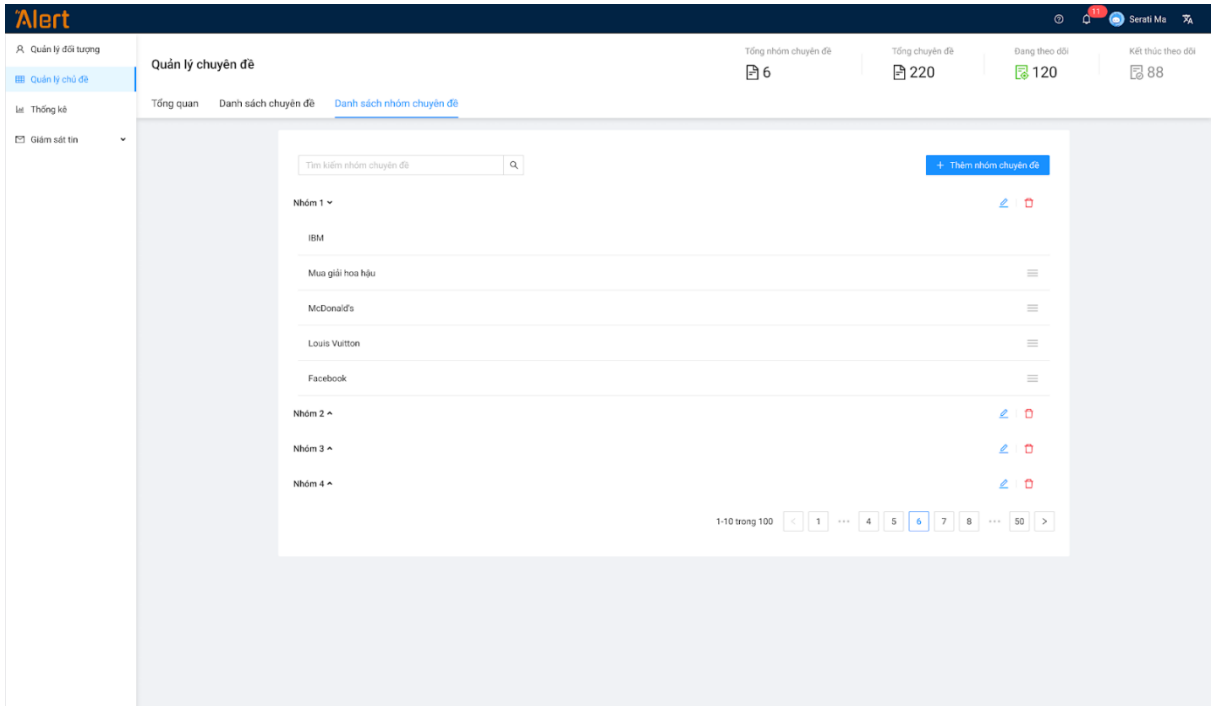 Alert
11
Serati Ma
Quản lý đối tượng
Quản lý chủ đề
Thống kê
Giám sát tin
Quản lý chuyên đề
Tổng nhóm chuyên đề
6
Tổng chuyên đề
220
Đang theo dõi
120
Kết thúc theo dõi
88
Tổng quan
Danh sách chuyên đề
Danh sách nhóm chuyên đề
Tìm kiếm nhóm chuyên đề
+ Thêm nhóm chuyên đề
Nhóm 1
IBM
Mua giải hoa hậu
McDonald's
Louis Vuitton
Facebook
Nhóm 2
Nhóm 3
Nhóm 4
1-10 trong 100 < 1 ••• 4 5 6 7 8 ••• 50 >